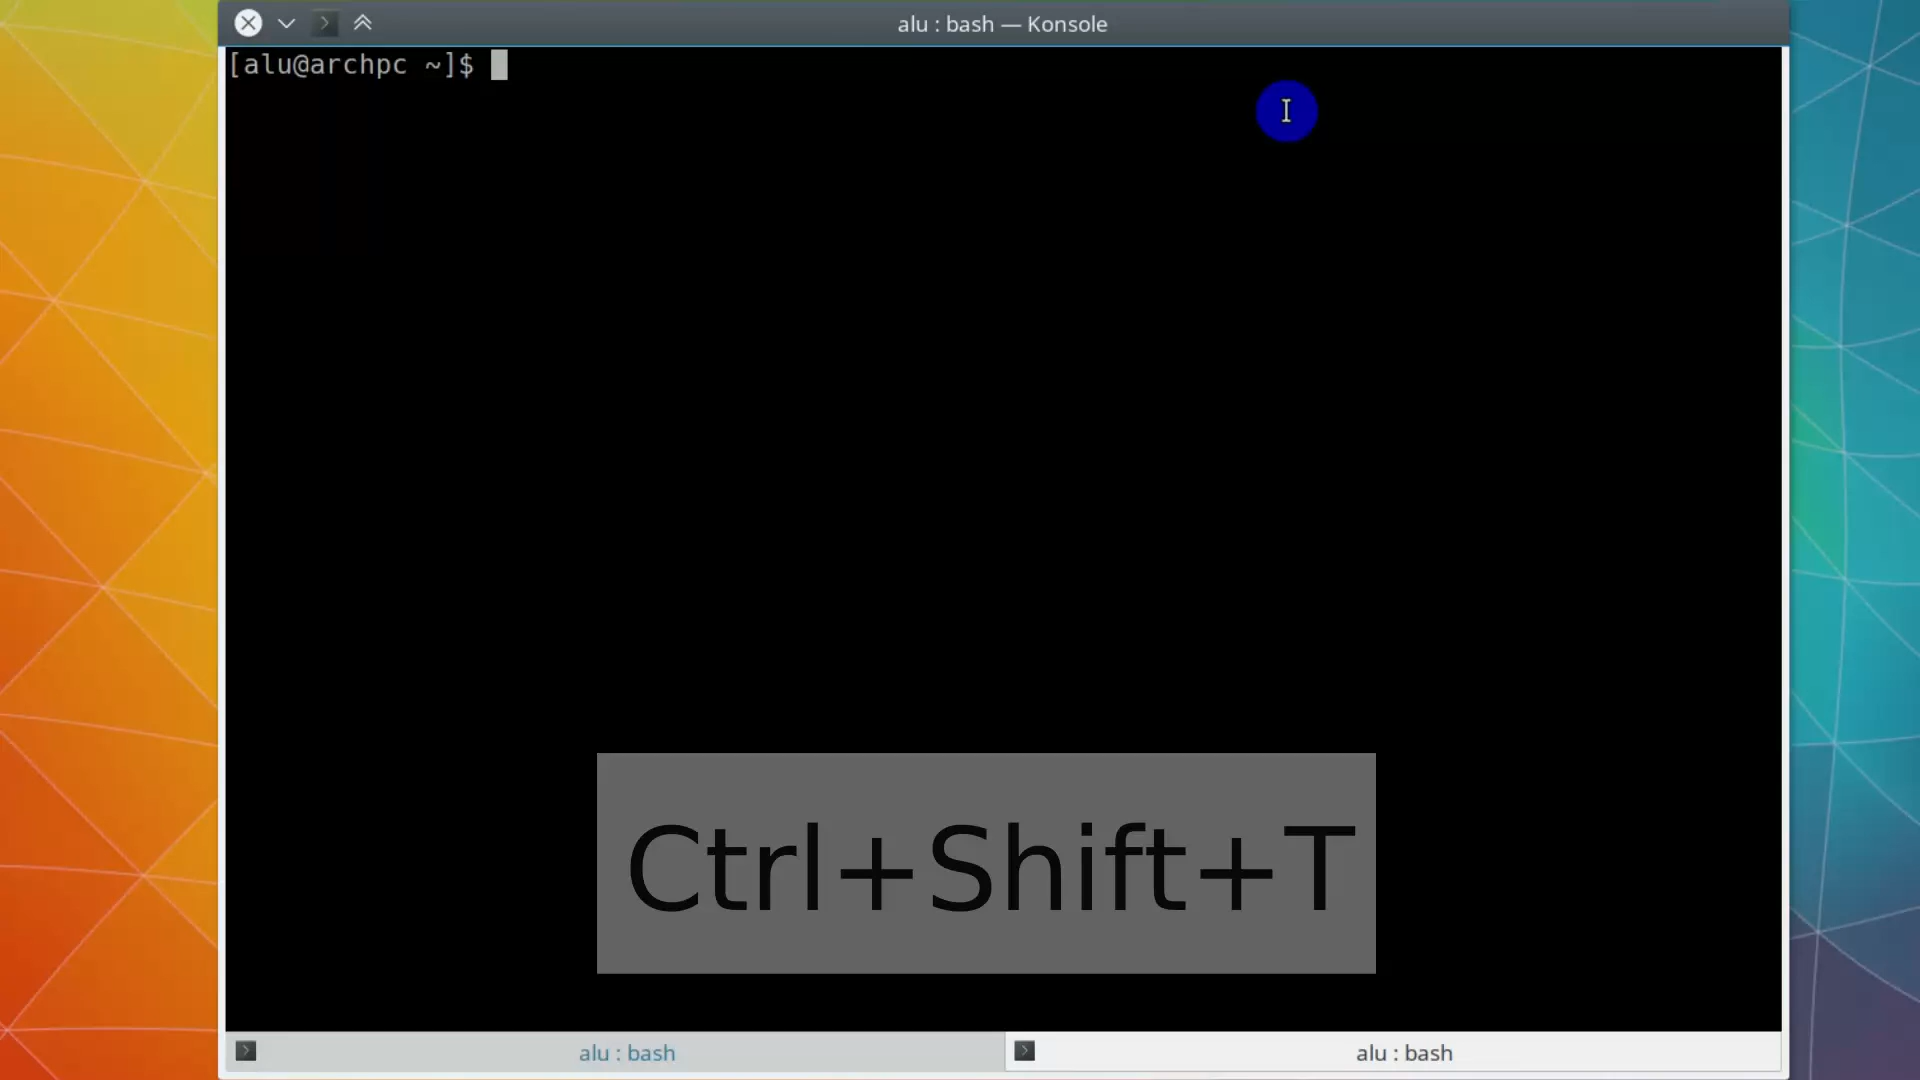 alu : bash — Konsole
[alu@archpc ~]$
Ctrl+Shift+T
alu : bash
alu : bash